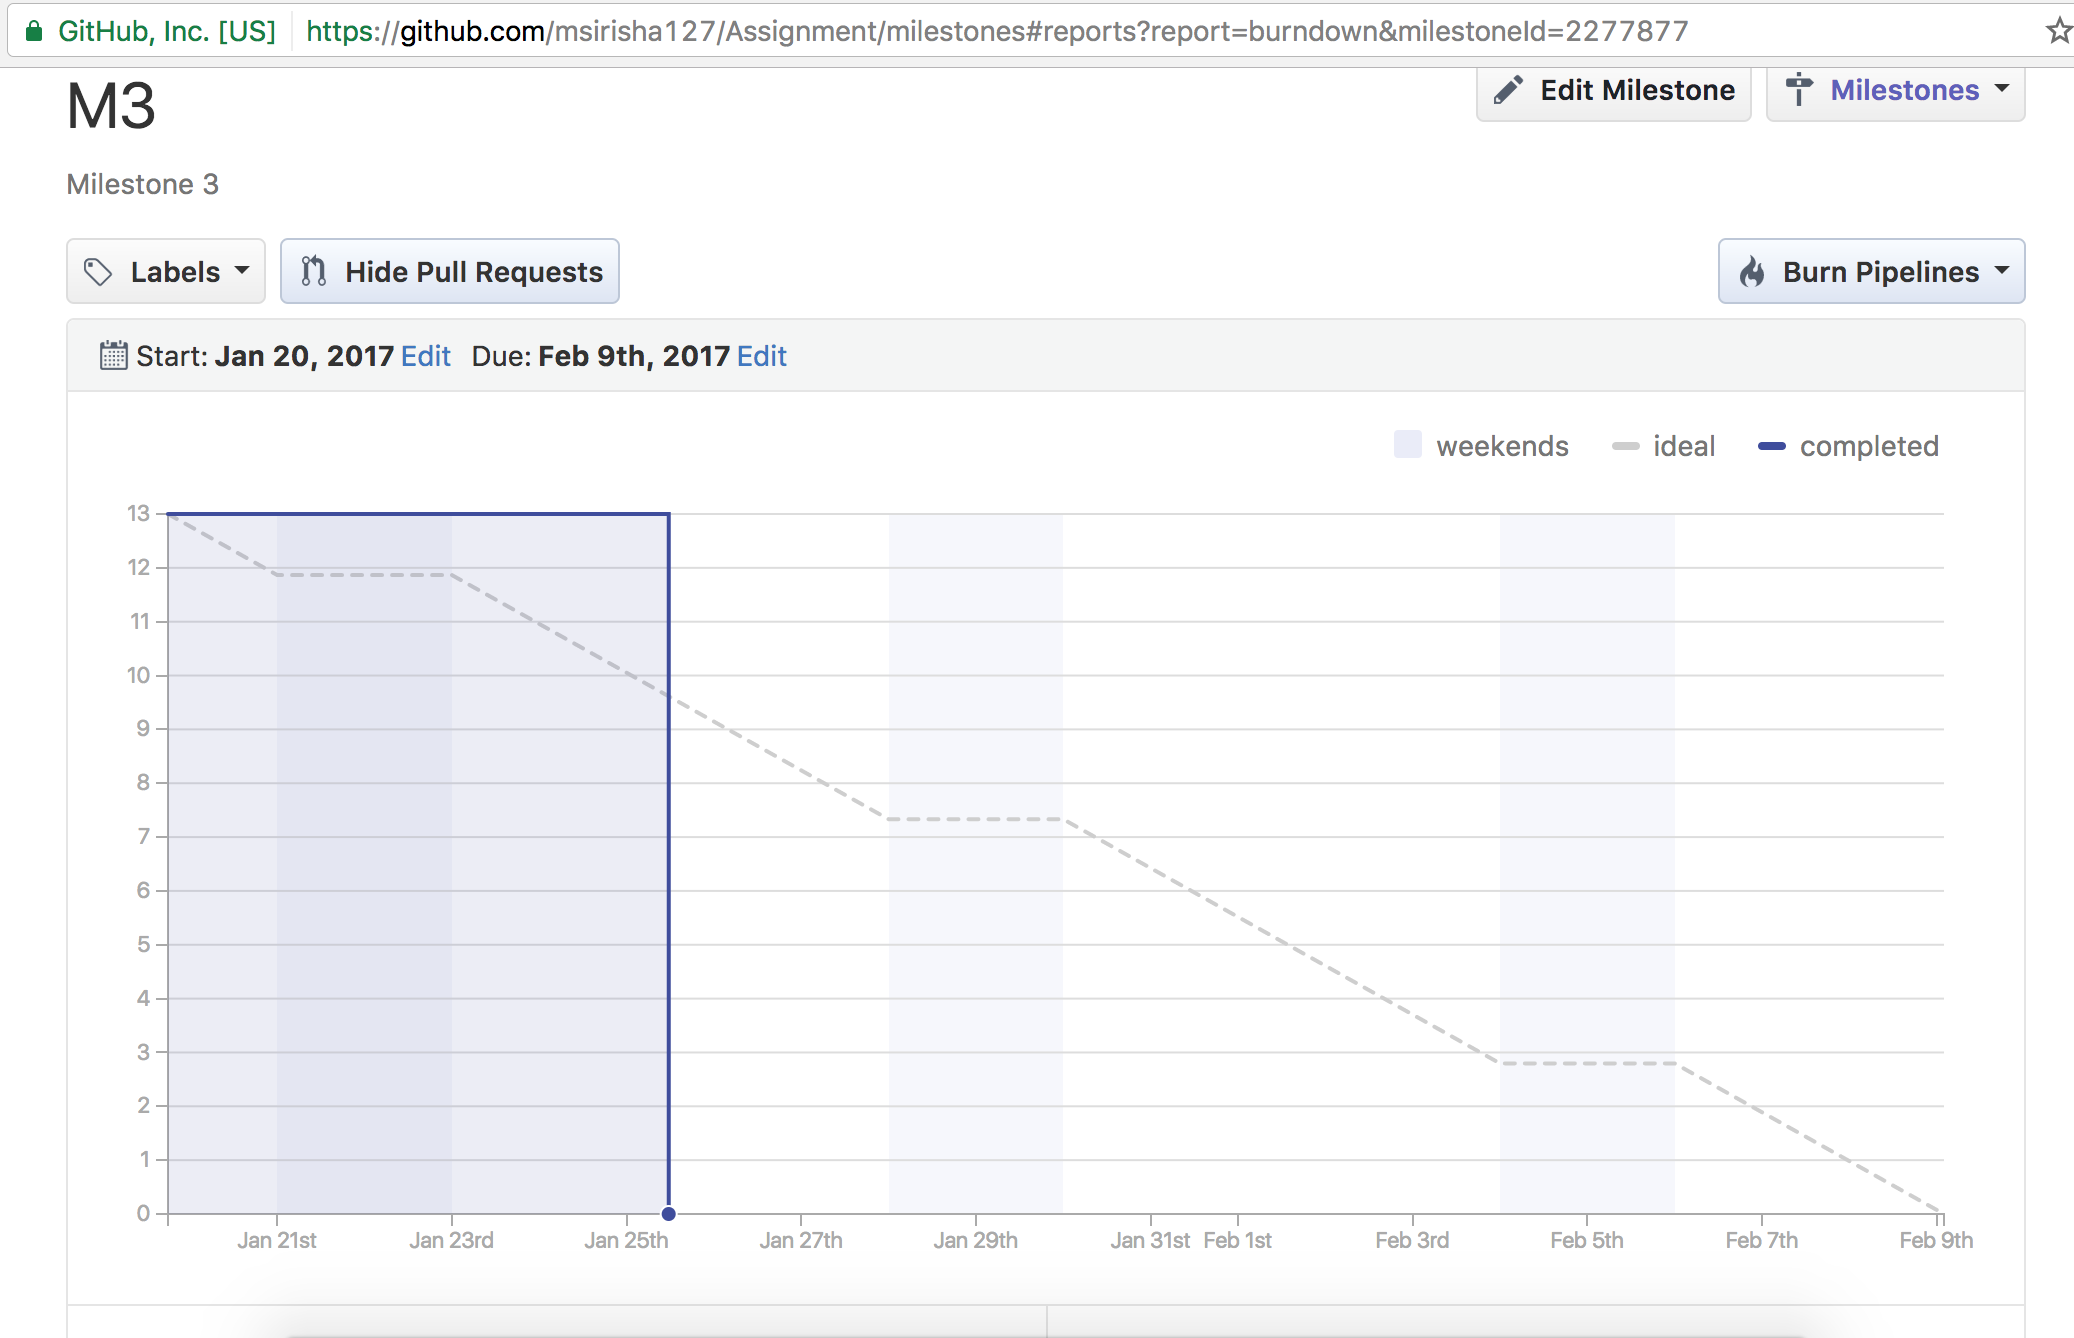 GitHub, Inc. [US] https://github.com/msirisha127/Assignment/milestones#reports?report=burndown&milestoneId=2277877
M3
Edit Milestone Milestones
Milestone 3
Labels Hide Pull Requests Burn Pipelines
Start: Jan 20, 2017 Edit Due: Feb 9th, 2017 Edit
weekends ideal completed
13
12
11
10
9
8
7
6
5
4
3
2
1
0
Jan 21st Jan 23rd Jan 25th Jan 27th Jan 29th Jan 31st Feb 1st Feb 3rd Feb 5th Feb 7th Feb 9th